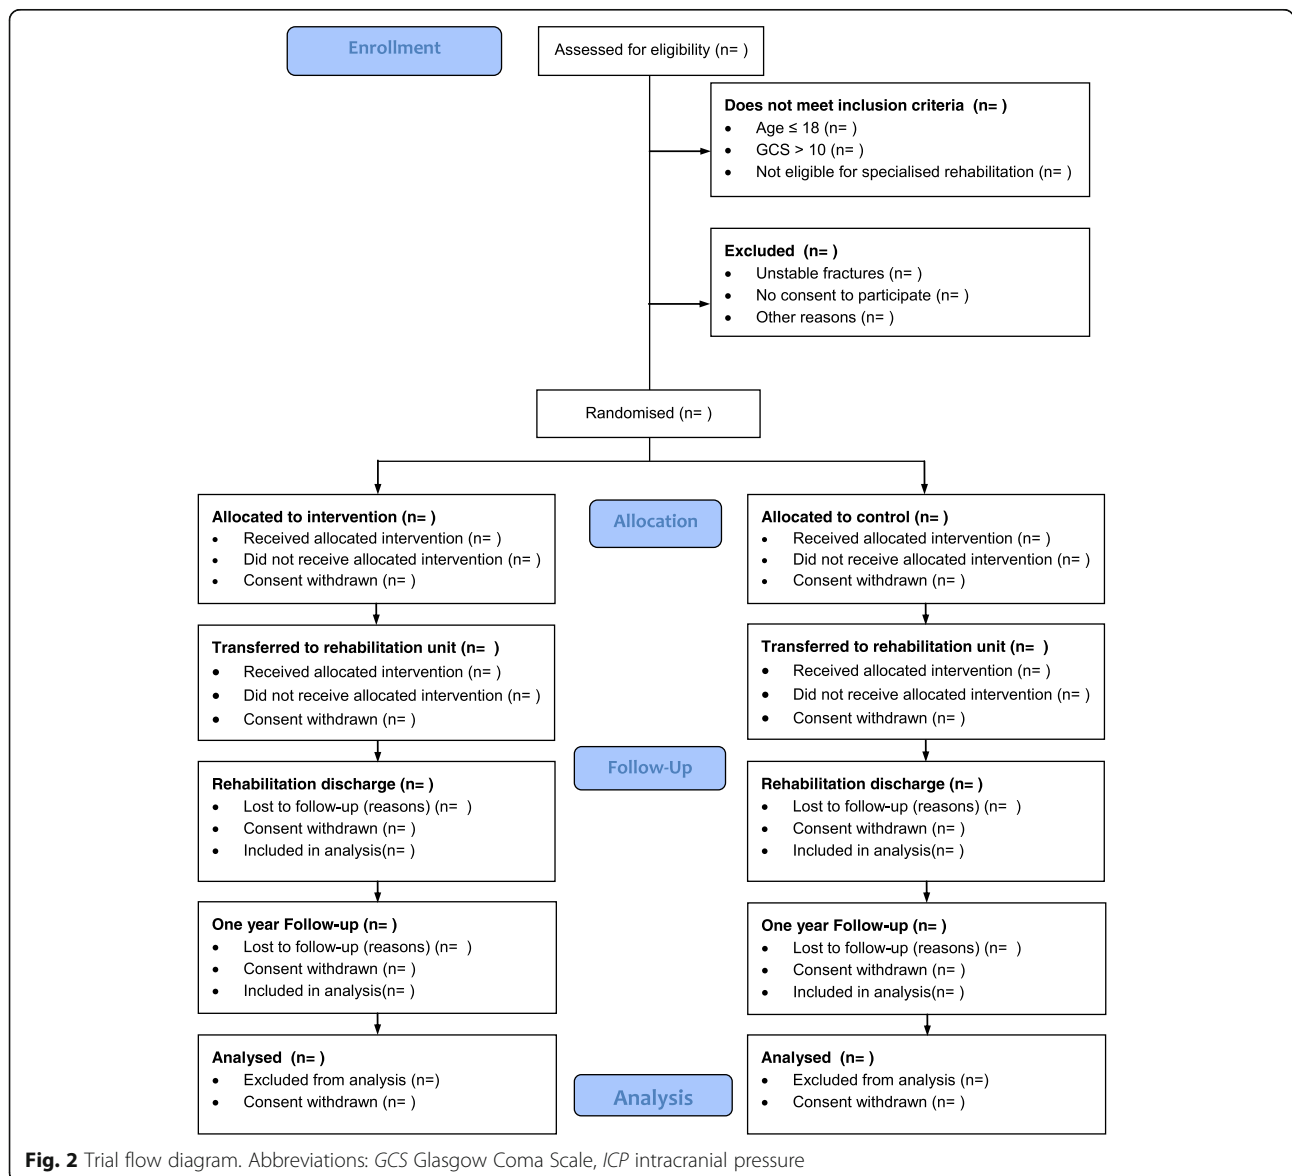 Enrollment
Assessed for eligibility (n= )
Does not meet inclusion criteria (n= )
• Age ≤ 18 (n= )
• GCS > 10 (n= )
• Not eligible for specialised rehabilitation (n= )
Excluded (n= )
• Unstable fractures (n= )
• No consent to participate (n= )
• Other reasons (n= )
Randomised (n= )
Allocation
Allocated to intervention (n= )
• Received allocated intervention (n= )
• Did not receive allocated intervention (n= )
• Consent withdrawn (n= )
Allocated to control (n= )
• Received allocated intervention (n= )
• Did not receive allocated intervention (n= )
• Consent withdrawn (n= )
Transferred to rehabilitation unit (n= )
• Received allocated intervention (n= )
• Did not receive allocated intervention (n= )
• Consent withdrawn (n= )
Transferred to rehabilitation unit (n= )
• Received allocated intervention (n= )
• Did not receive allocated intervention (n= )
• Consent withdrawn (n= )
Follow-Up
Rehabilitation discharge (n= )
• Lost to follow-up (reasons) (n= )
• Consent withdrawn (n= )
• Included in analysis(n= )
Rehabilitation discharge (n= )
• Lost to follow-up (reasons) (n= )
• Consent withdrawn (n= )
• Included in analysis(n= )
One year Follow-up (n= )
• Lost to follow-up (reasons) (n= )
• Consent withdrawn (n= )
• Included in analysis(n= )
One year Follow-up (n= )
• Lost to follow-up (reasons) (n= )
• Consent withdrawn (n= )
• Included in analysis(n= )
Analysed (n= )
• Excluded from analysis (n=)
• Consent withdrawn (n= )
Analysis
Analysed (n= )
• Excluded from analysis (n=)
• Consent withdrawn (n= )
Fig. 2 Trial flow diagram. Abbreviations: GCS Glasgow Coma Scale, ICP intracranial pressure